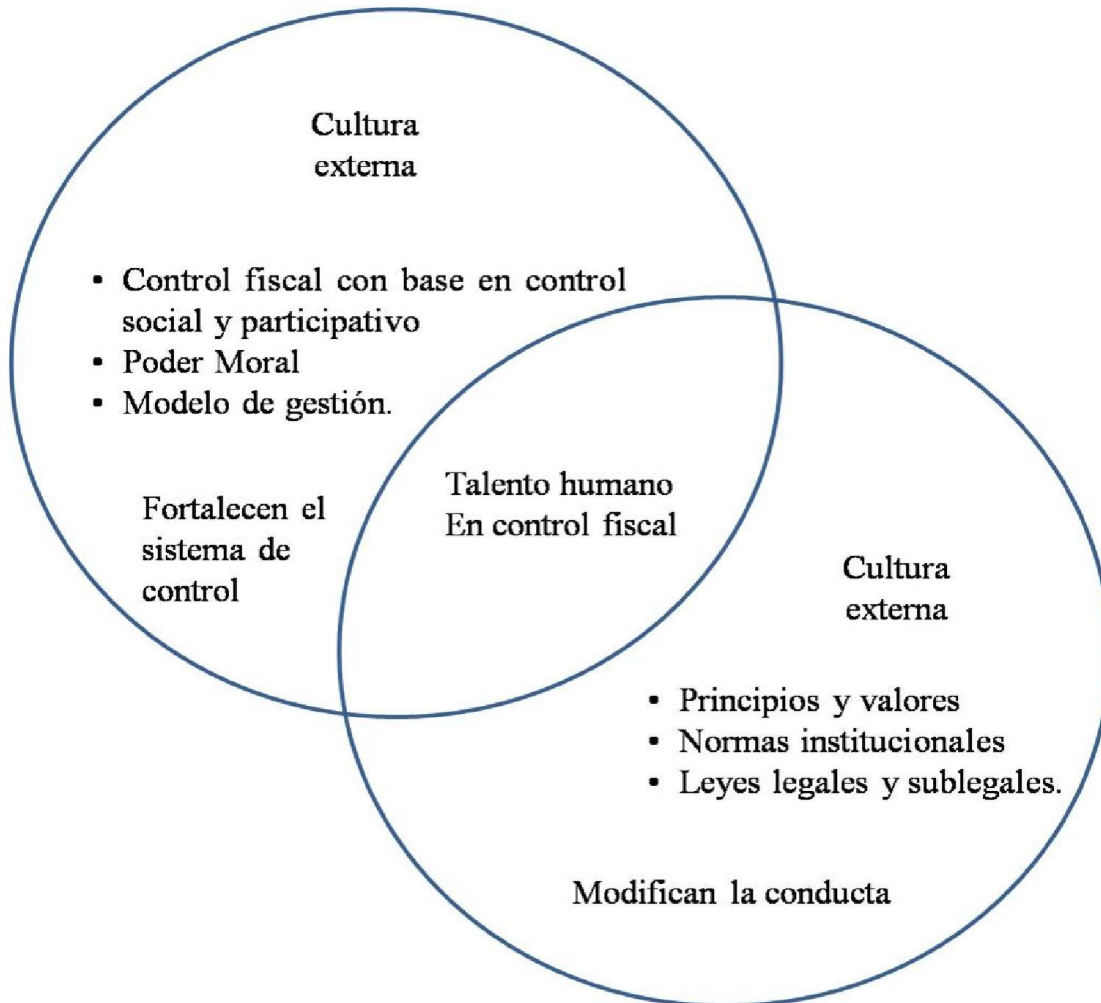 Cultura
externa
• Control fiscal con base en control
social y participativo
• Poder Moral
• Modelo de gestión.
Fortalecen el
sistema de
control
Talento humano
En control fiscal
Cultura
externa
• Principios y valores
• Normas institucionales
• Leyes legales y sublegales.
Modifican la conducta